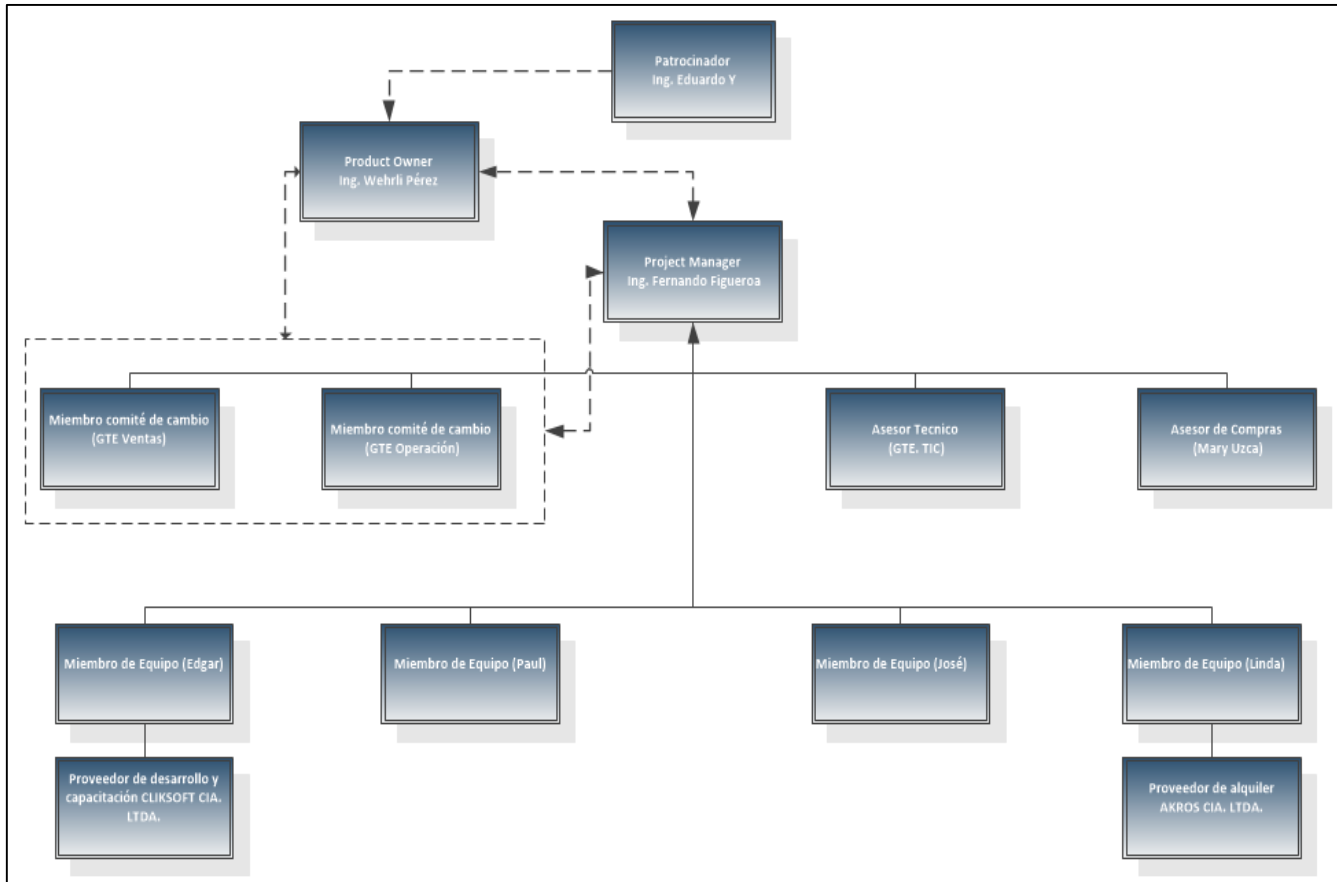 Patrocinador
Ing. Eduardo Y
Product Owner
Ing. Wehrli Pérez
Project Manager
Ing. Fernando Figueroa
Miembro comité de cambio
(GTE Ventas)
Miembro comité de cambio
(GTE Operación)
Asesor Tecnico
(GTE. TIC)
Asesor de Compras
(Mary Uzca)
Miembro de Equipo (Edgar)
Miembro de Equipo (Paul)
Miembro de Equipo (José)
Miembro de Equipo (Linda)
Proveedor de desarrollo y
capacitación CLIKSOFT CIA.
LTDA.
Proveedor de alquiler
AKROS CIA. LTDA.